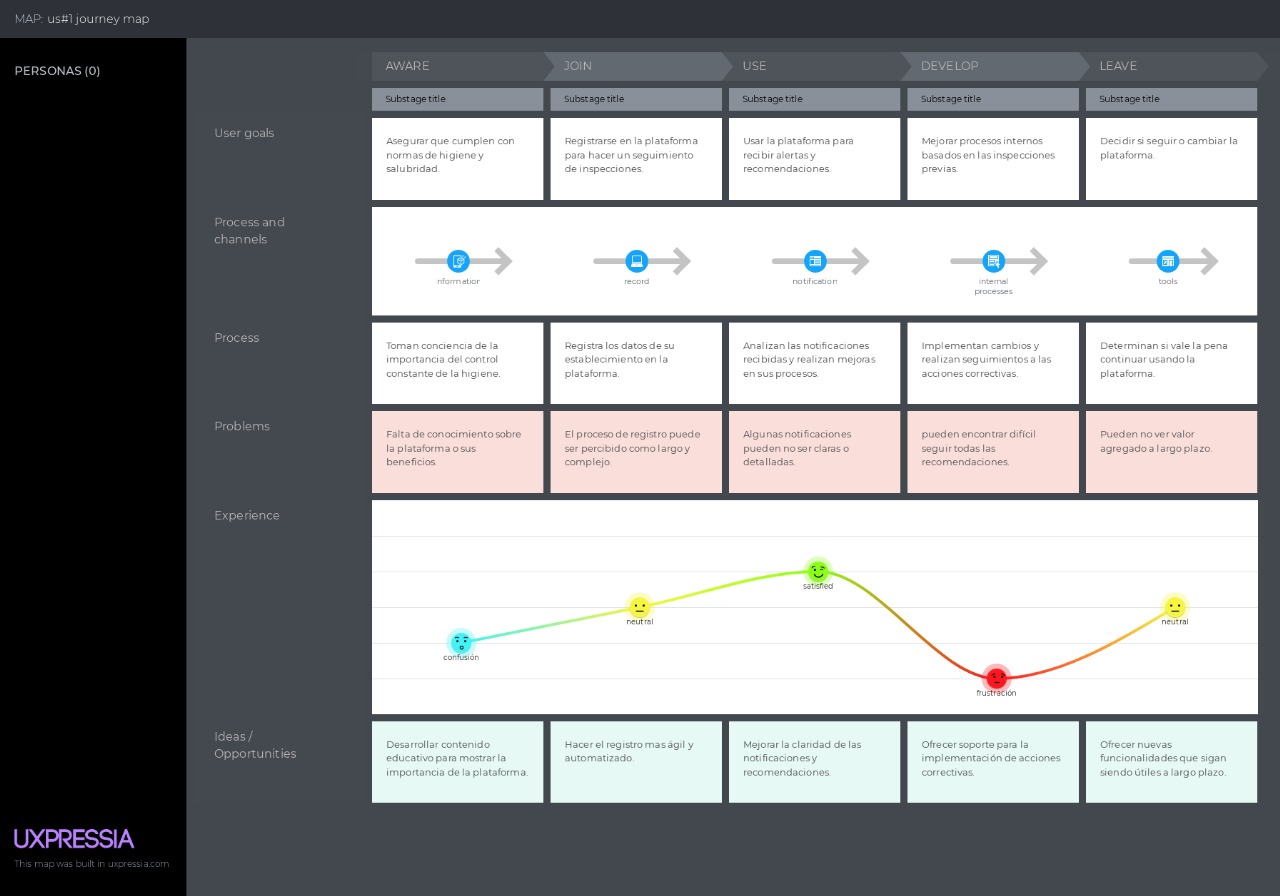 MAP: us#1 journey map
PERSONAS (0)
AWARE
JOIN
USE
DEVELOP
LEAVE
Substage title
Substage title
Substage title
Substage title
Substage title
User goals
Asegurar que cumplen con
normas de higiene y
salubridad.
Registrarse en la plataforma
para hacer un seguimiento
de inspecciones.
Usar la plataforma para
recibir alertas y
recomendaciones.
Mejorar procesos internos
basados en las inspecciones
previas.
Decidir si seguir o cambiar la
plataforma.
Process and
channels
nformatior
record
notification
internal
processes
tools
Process
Toman conciencia de la
importancia del control
constante de la higiene.
Registra los datos de su
establecimiento en la
plataforma.
Analizan las notificaciones
recibidas y realizan mejoras
en sus procesos.
Implementan cambios y
realizan seguimientos a las
acciones correctivas.
Determinan si vale la pena
continuar usando la
plataforma.
Problems
Falta de conocimiento sobre
la plataforma o sus
beneficios.
El proceso de registro puede
ser percibido como largo y
complejo.
Algunas notificaciones
pueden no ser claras o
detalladas.
pueden encontrar difícil
seguir todas las
recomendaciones.
Pueden no ver valor
agregado a largo plazo.
Experience
confusión
neutral
satisfied
frustración
neutral
Ideas /
Opportunities
Desarrollar contenido
educativo para mostrar la
importancia de la plataforma.
Hacer el registro mas ágil y
automatizado.
Mejorar la claridad de las
notificaciones y
recomendaciones.
Ofrecer soporte para la
implementación de acciones
correctivas.
Ofrecer nuevas
funcionalidades que sigan
siendo útiles a largo plazo.
UXPRESSIA
This map was built in uxpressia.com